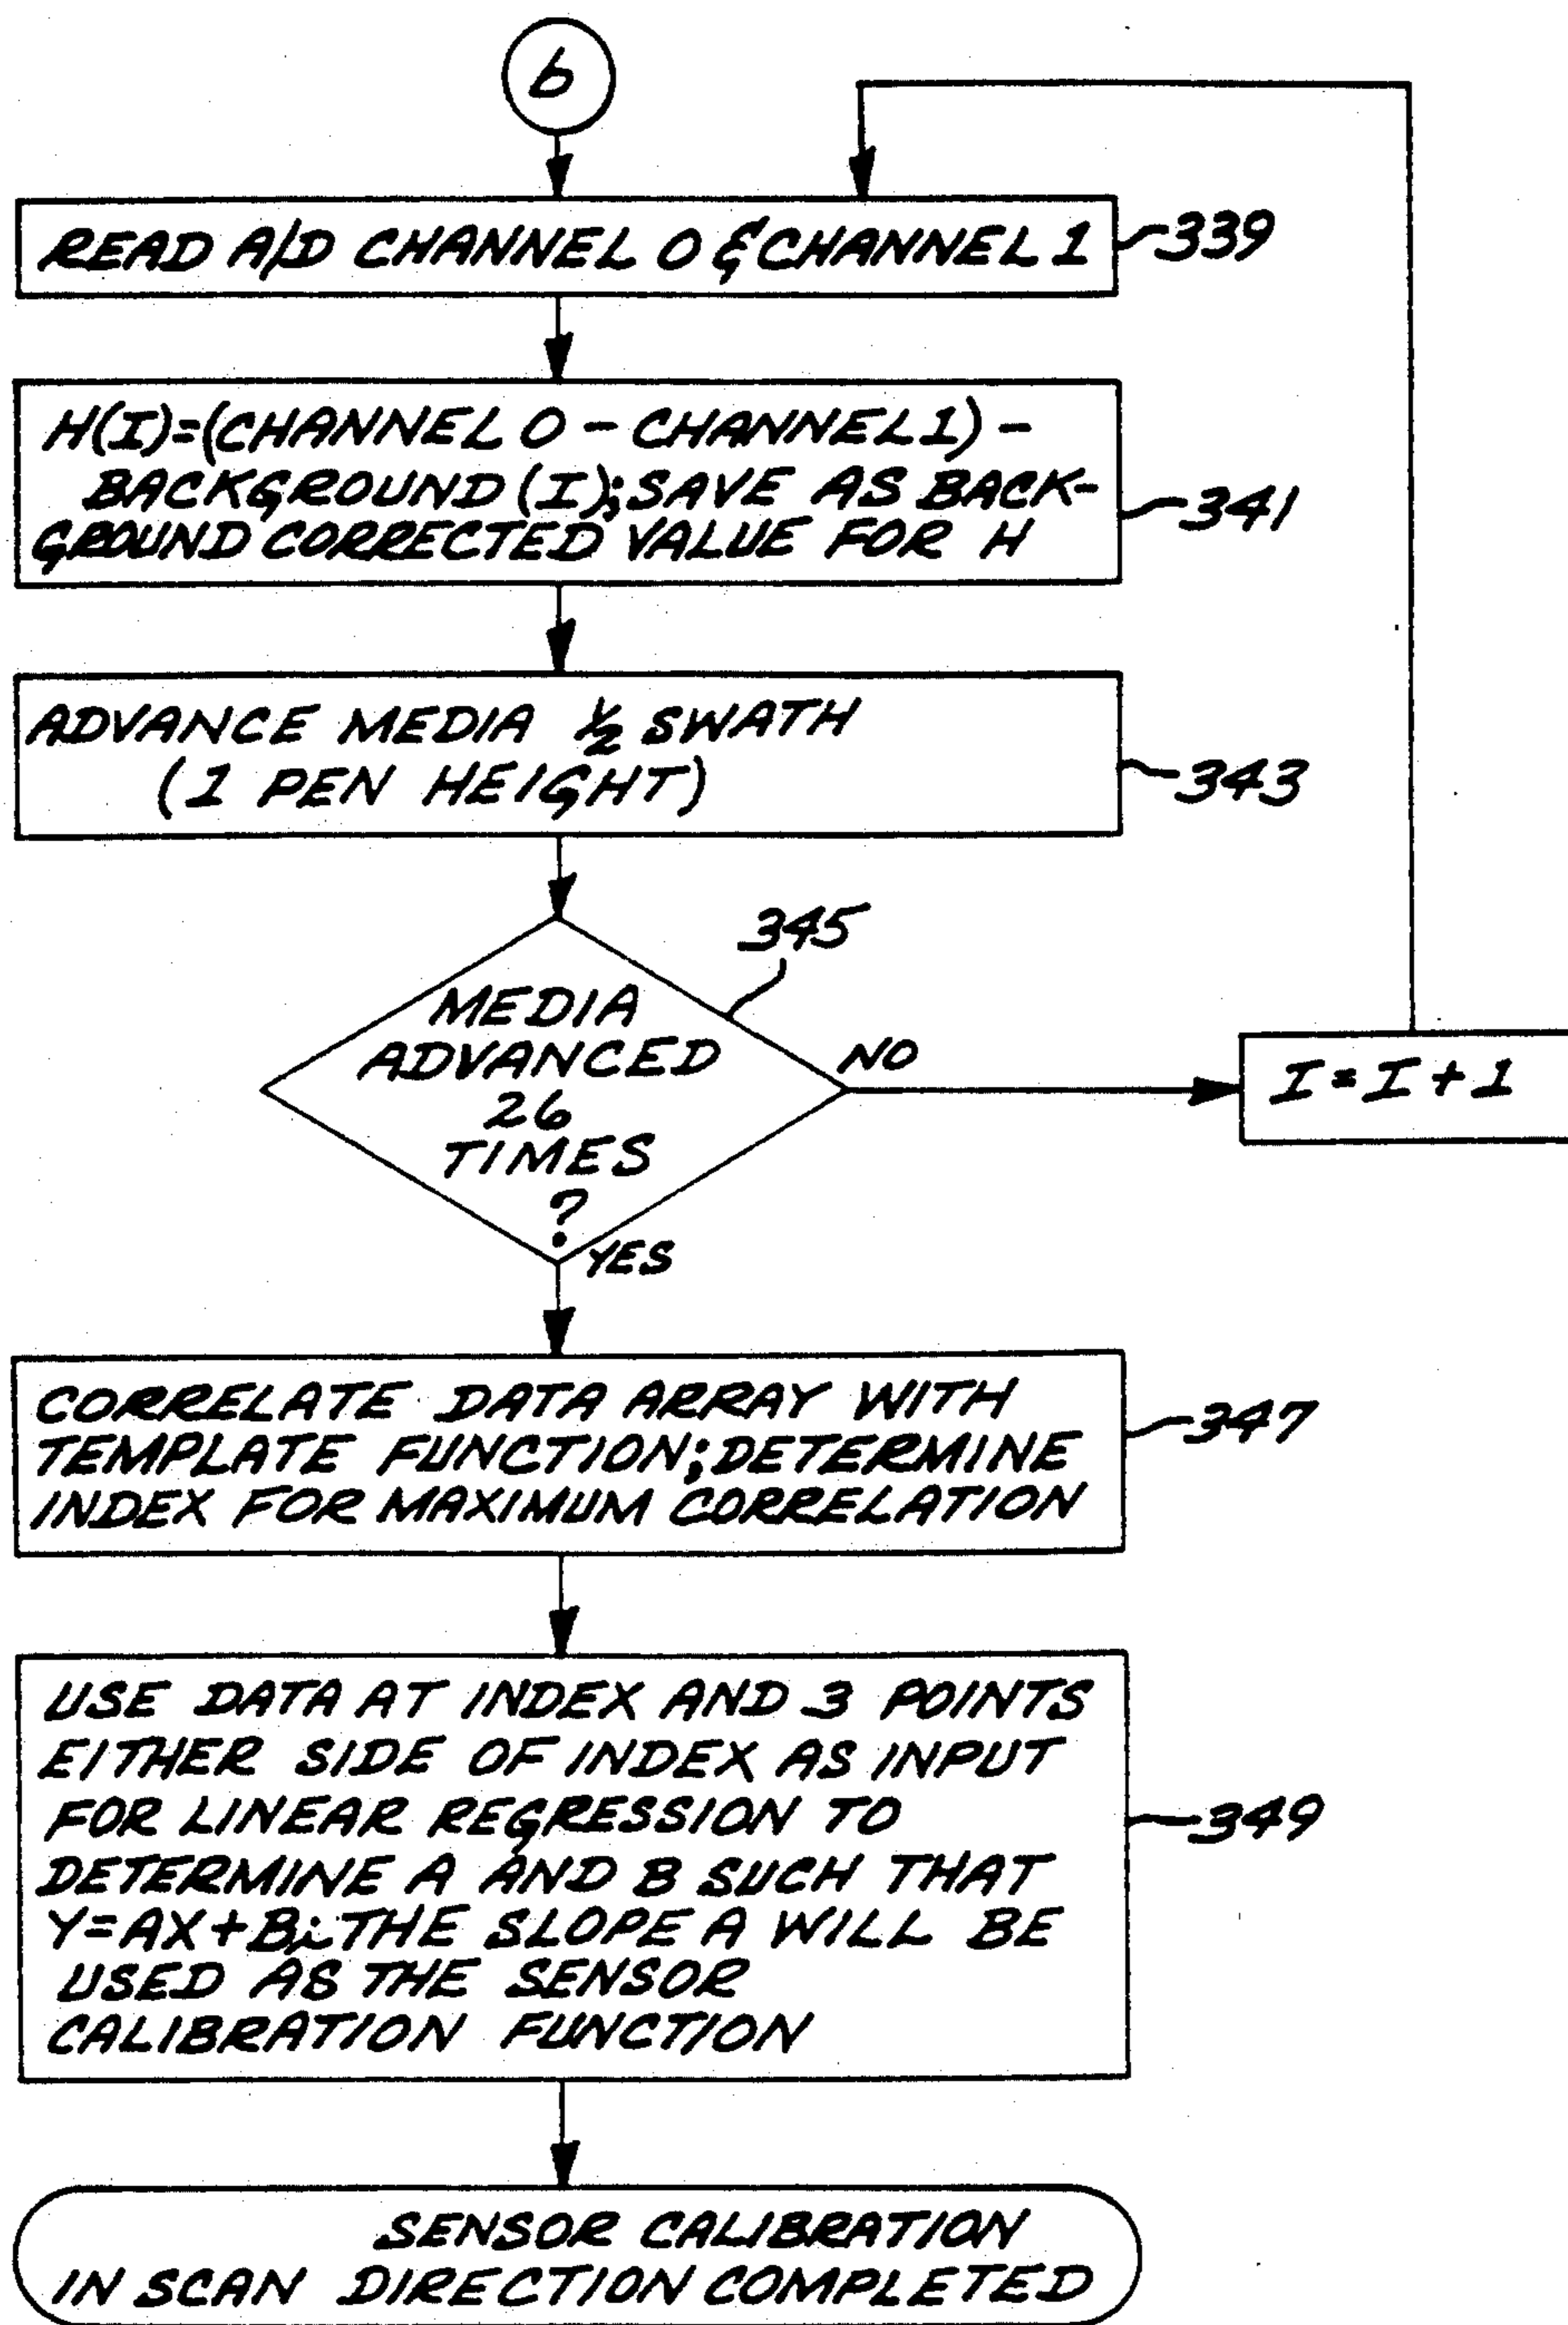 b
READ A/D CHANNEL 0 & CHANNEL 1
339
H(I)=(CHANNEL 0 - CHANNEL 1) -
BACKGROUND (I); SAVE AS BACK-
GROUND CORRECTED VALUE FOR H
341
ADVANCE MEDIA ½ SWATH
(1 PEN HEIGHT)
343
345
MEDIA
ADVANCED
26
TIMES
?
NO
I = I + 1
YES
CORRELATE DATA ARRAY WITH
TEMPLATE FUNCTION; DETERMINE
INDEX FOR MAXIMUM CORRELATION
347
USE DATA AT INDEX AND 3 POINTS
EITHER SIDE OF INDEX AS INPUT
FOR LINEAR REGRESSION TO
DETERMINE A AND B SUCH THAT
Y=AX+B; THE SLOPE A WILL BE
USED AS THE SENSOR
CALIBRATION FUNCTION
349
SENSOR CALIBRATION
IN SCAN DIRECTION COMPLETED